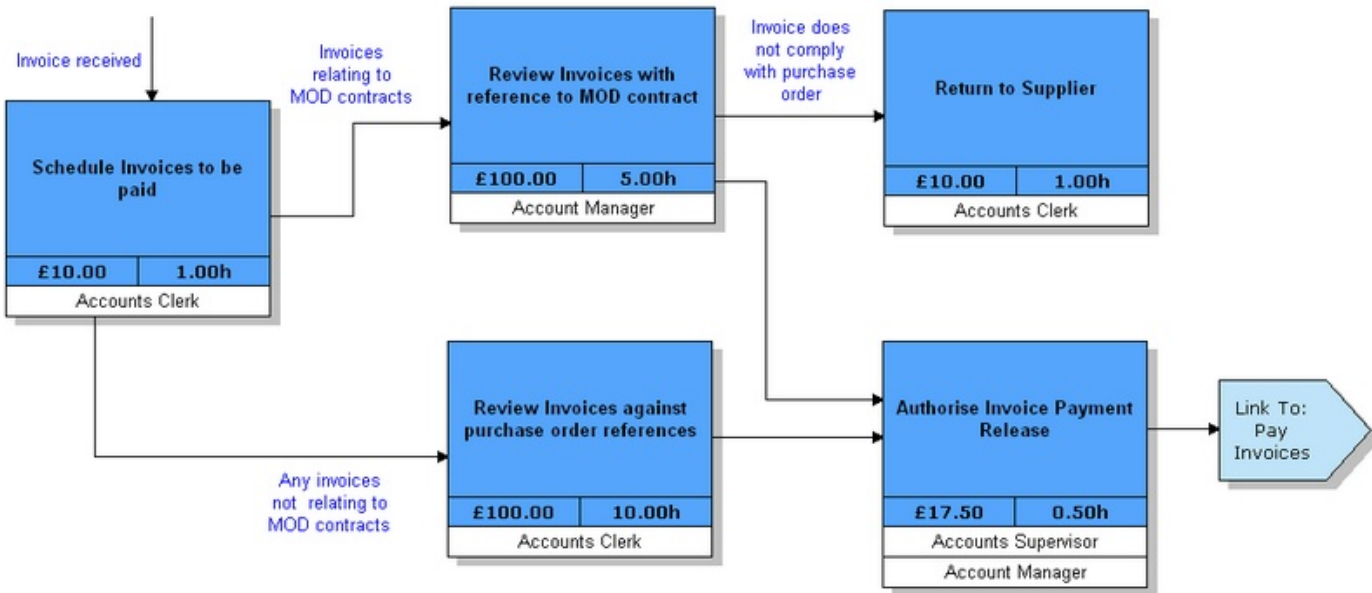 Invoice received
Schedule Invoices to be
paid
£10.00 1.00h
Accounts Clerk
Invoices
relating to
MOD contracts
Review Invoices with
reference to MOD contract
£100.00 5.00h
Account Manager
Invoice does
not comply
with purchase
order
Return to Supplier
£10.00 1.00h
Accounts Clerk
Any invoices
not relating to
MOD contracts
Review Invoices against
purchase order references
£100.00 10.00h
Accounts Clerk
Authorise Invoice Payment
Release
£17.50 0.50h
Accounts Supervisor
Account Manager
Link To:
Pay
Invoices